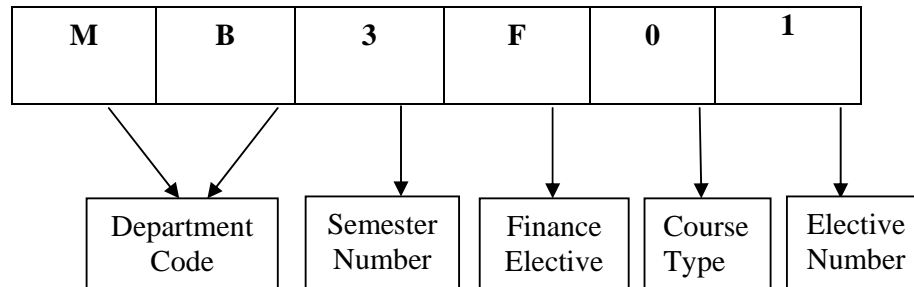 M B 3 F 0 1
Department Code
Semester Number
Finance Elective
Course Type
Elective Number